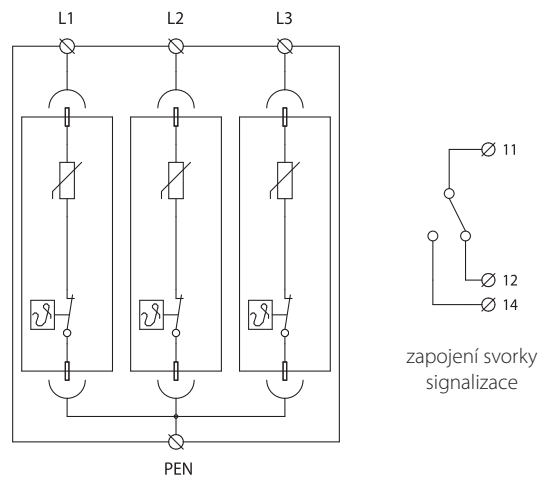 L1 L2 L3
11
12
14
zapojení svorky
signalizace
PEN